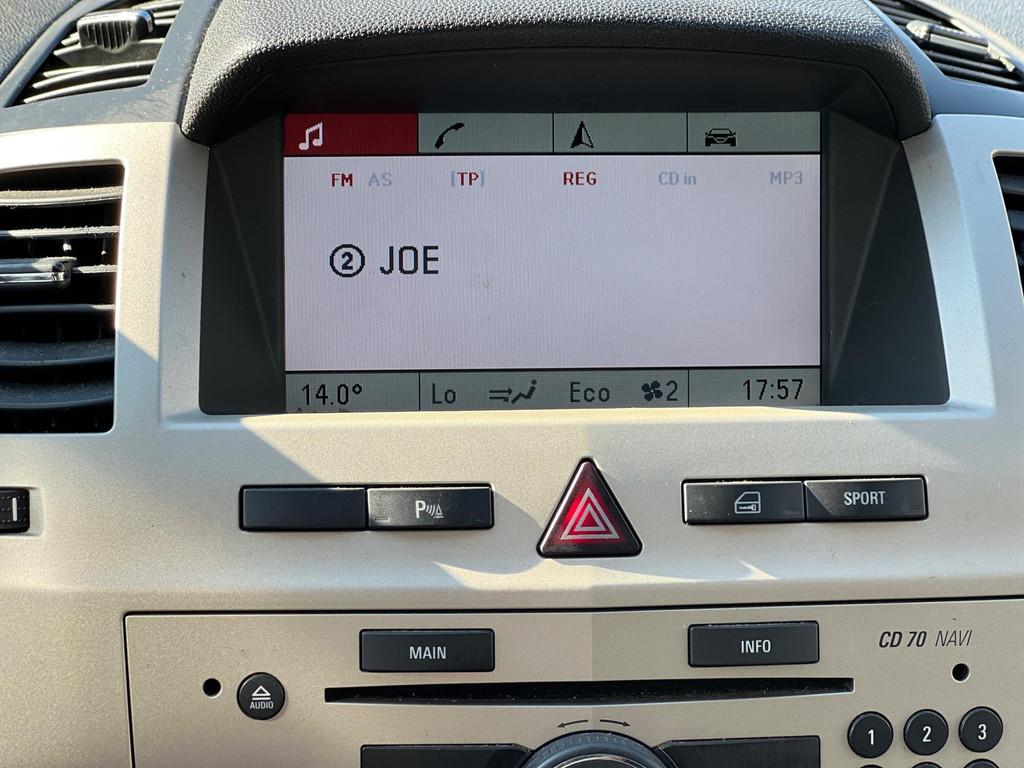 FM AS [TP] REG CD in MP3
2 JOE
14.0° Lo Eco 2 17:57
P SPORT
MAIN INFO CD 70 NAVI
AUDIO
1 2 3